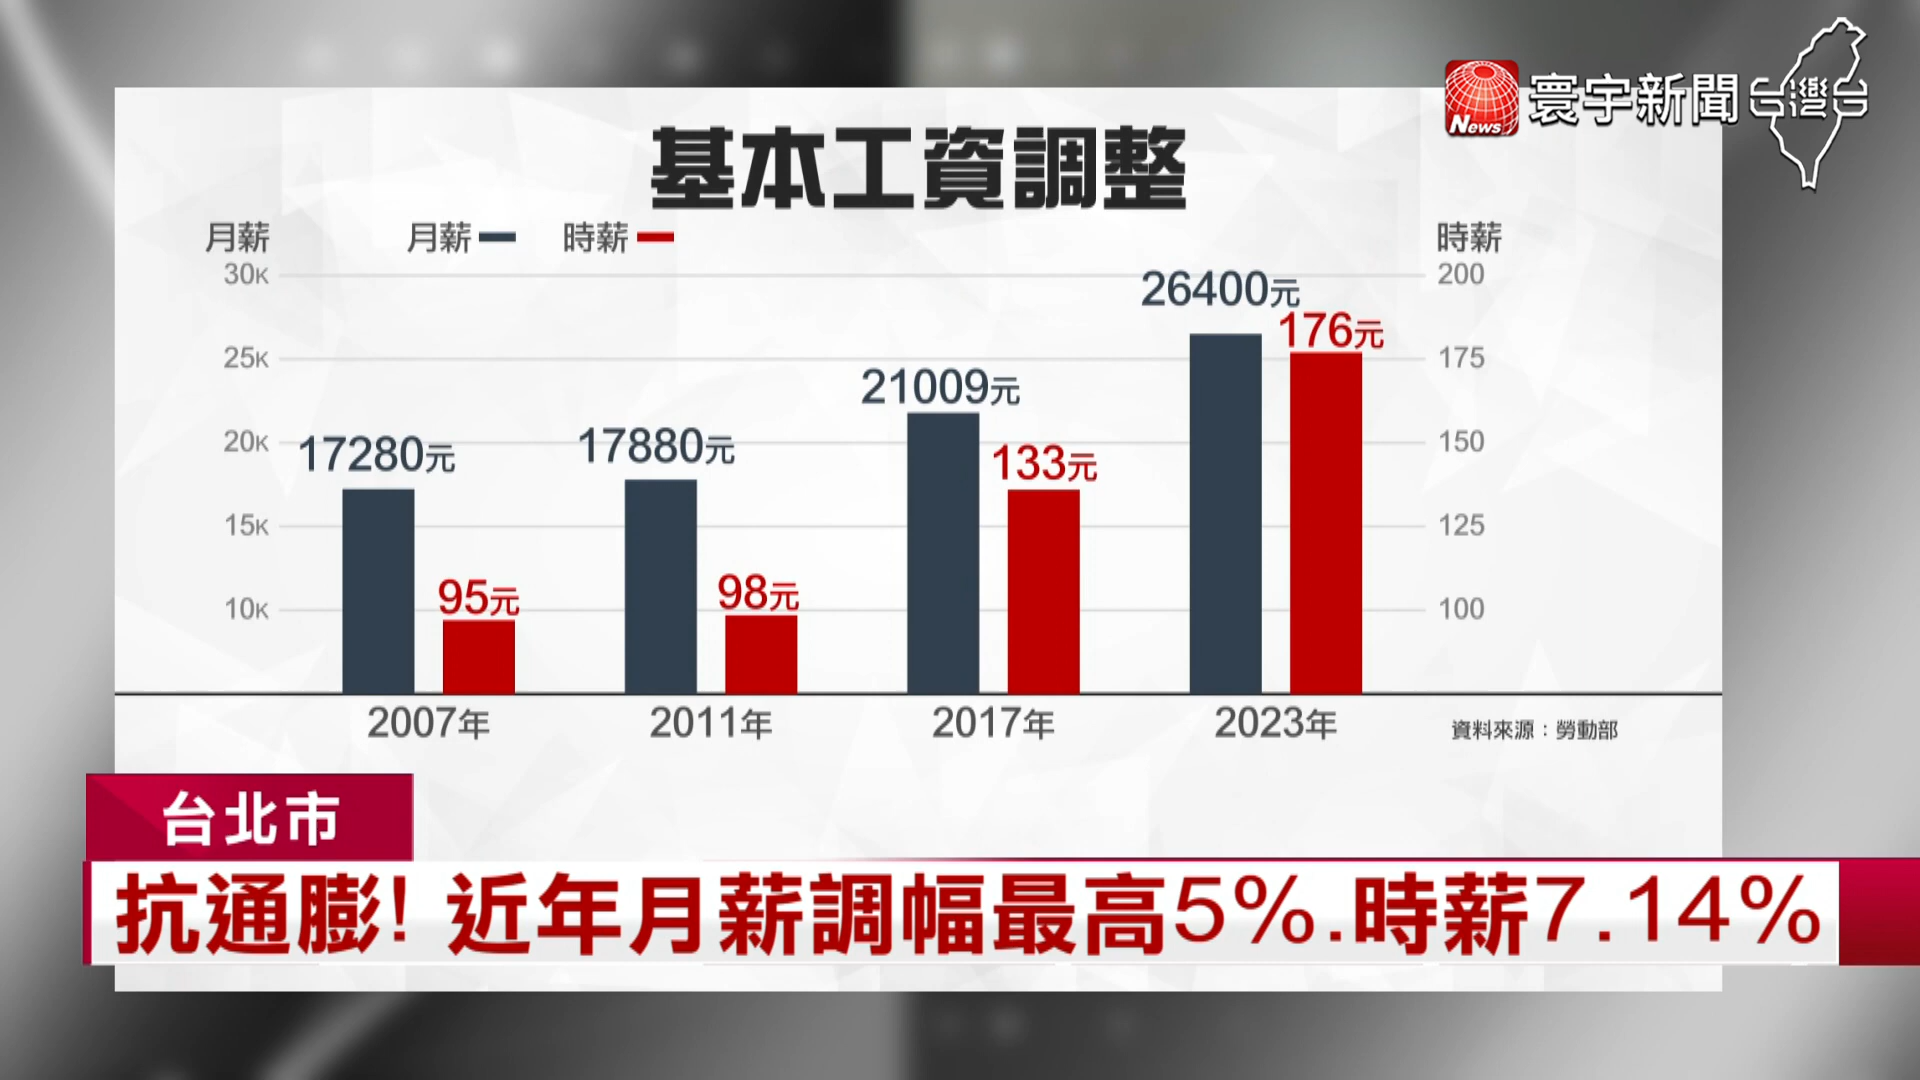 News 寰宇新聞 台灣台
基本工資調整
月薪 月薪 時薪 時薪
30K 200
25K 175
20K 150
15K 125
10K 100
17280元 17880元 21009元 26400元
95元 98元 133元 176元
2007年 2011年 2017年 2023年
資料來源：勞動部
台北市
抗通膨! 近年月薪調幅最高5%.時薪7.14%